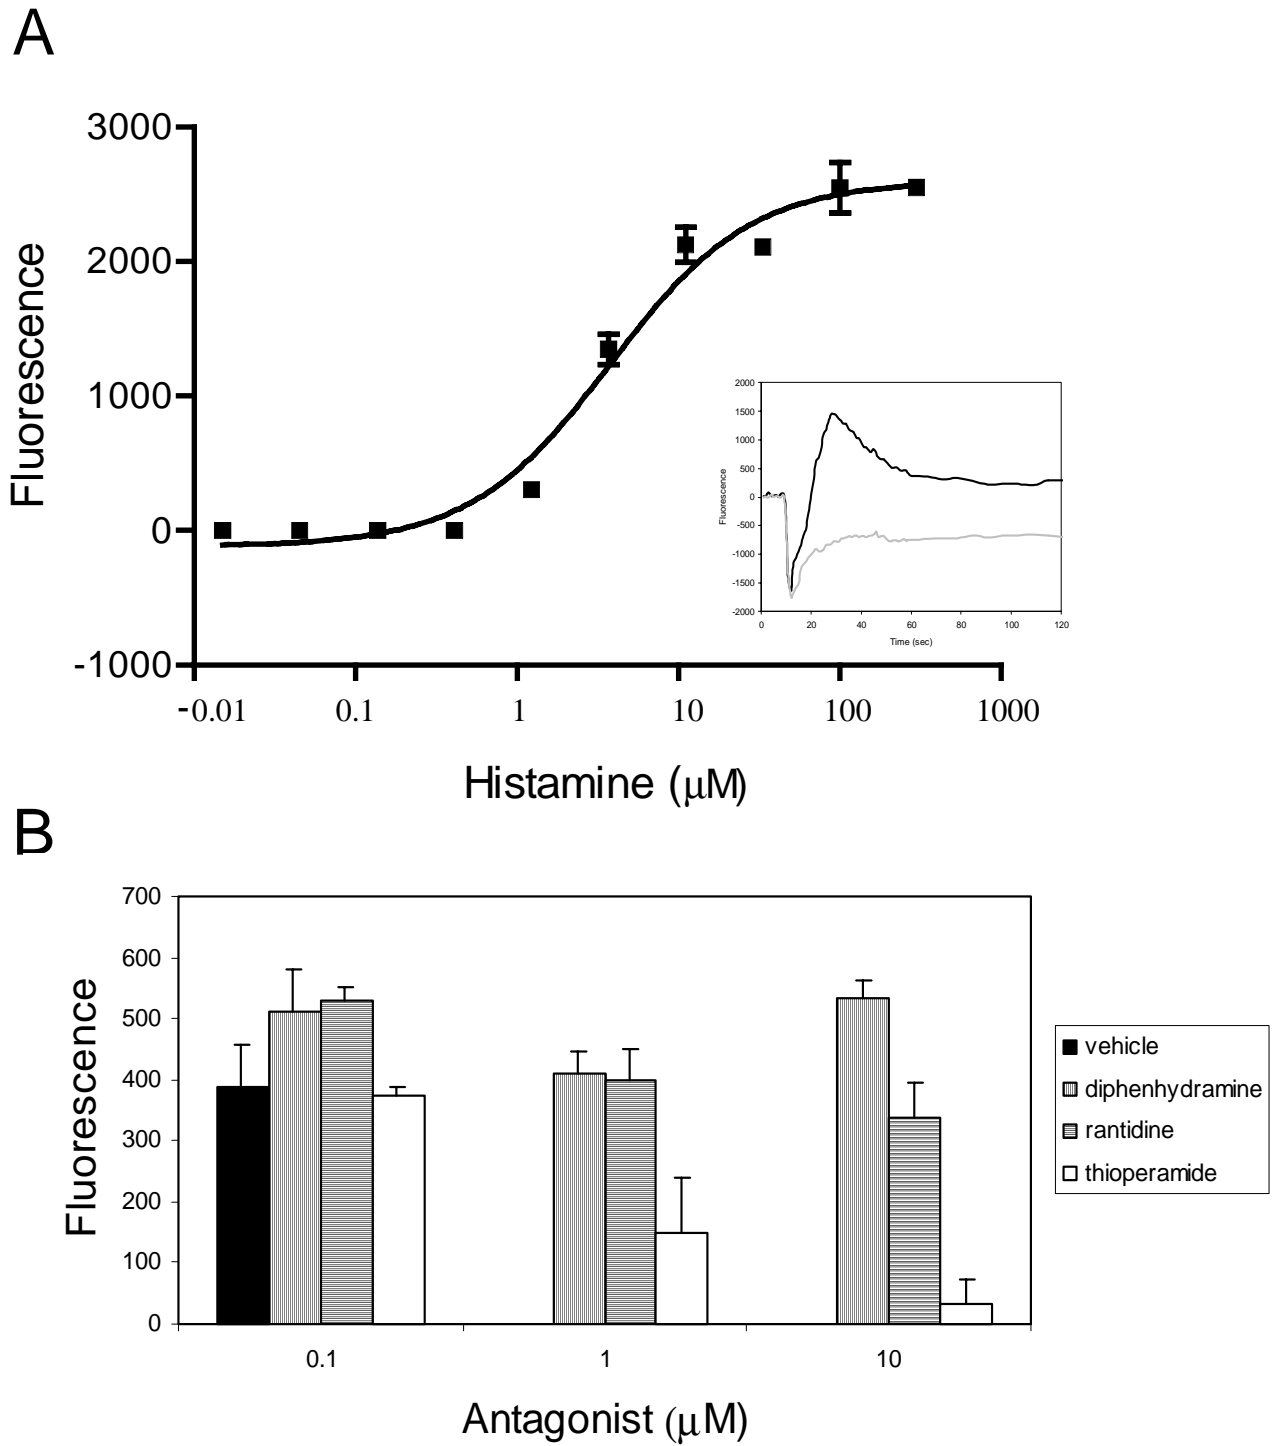 A
3000
2000
1000
0
-1000
Fluorescence
-0.01 0.1 1 10 100 1000
Histamine (μM)
2000
1500
1000
500
0
-500
-1000
-1500
-2000
Fluorescence
0 20 40 60 80 100 120
Time (sec)
B
700
600
500
400
300
200
100
0
Fluorescence
0.1 1 10
Antagonist (μM)
vehicle
diphenhydramine
rantidine
thioperamide